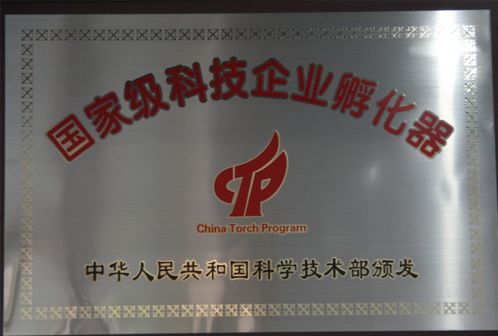 国家级科技企业孵化器
CTP
China Torch Program
中华人民共和国科学技术部颁发